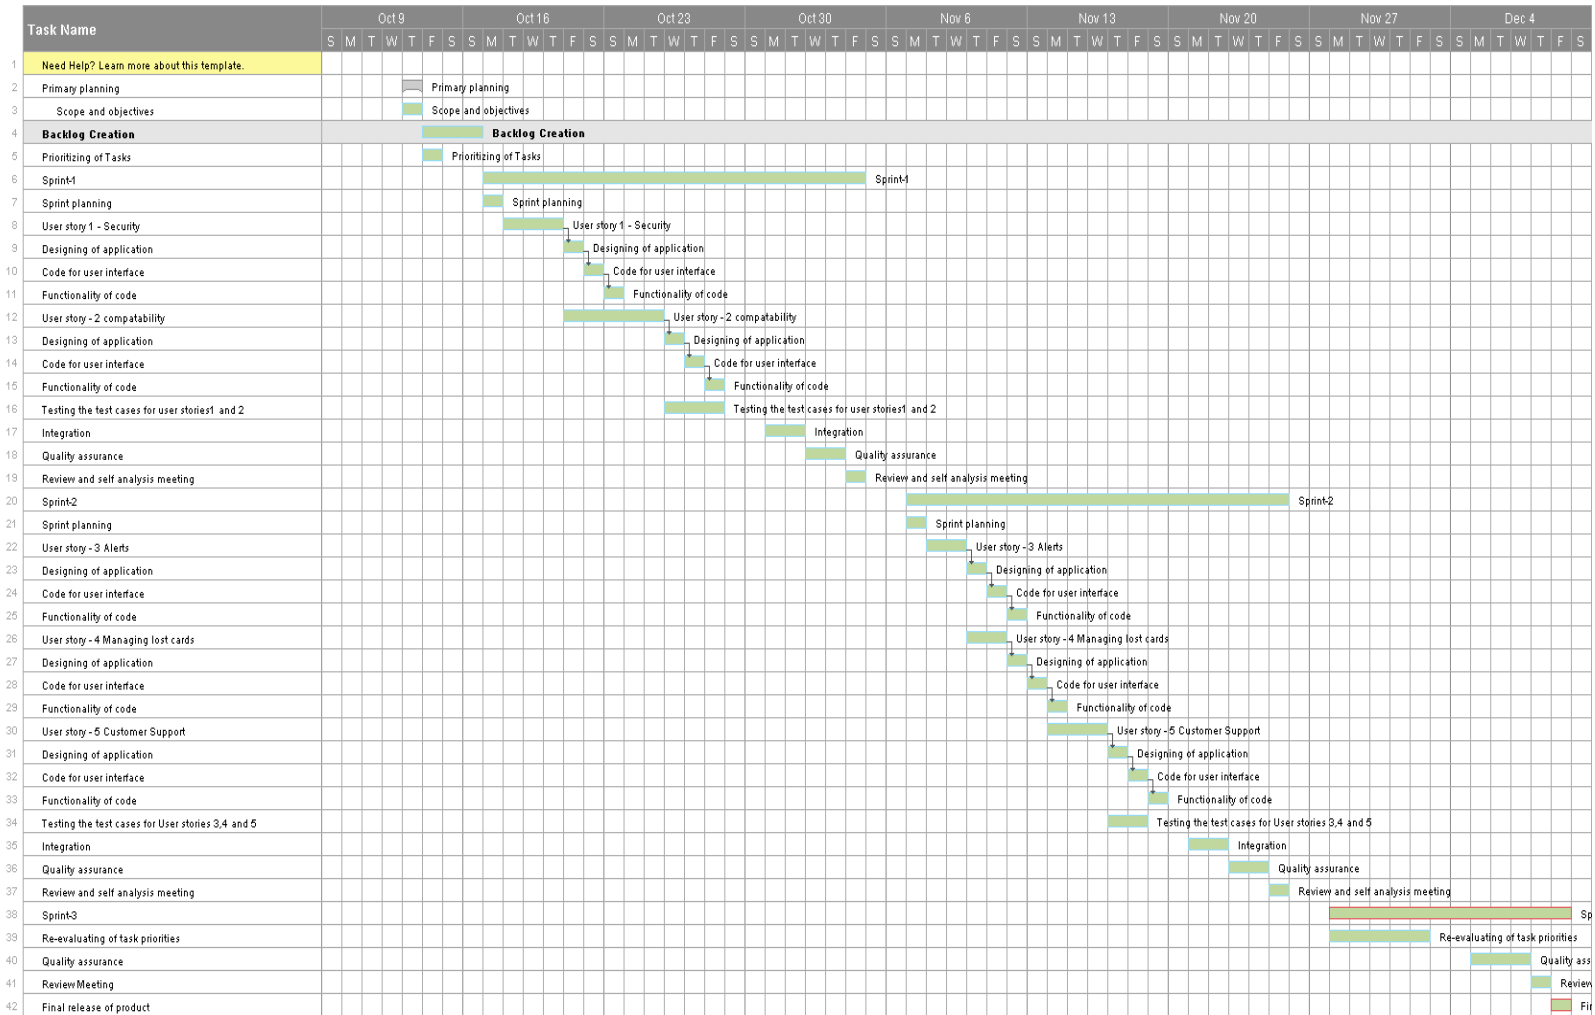 Task Name
Oct 9 Oct 16 Oct 23 Oct 30 Nov 6 Nov 13 Nov 20 Nov 27 Dec 4
S M T W T F S S M T W T F S S M T W T F S S M T W T F S S M T W T F S S M T W T F S S M T W T F S S M T W T F S S M T W T F S
1 Need Help? Learn more about this template.
2 Primary planning Primary planning
3 Scope and objectives Scope and objectives
4 Backlog Creation Backlog Creation
5 Prioritizing of Tasks Prioritizing of Tasks
6 Sprint-1 Sprint-1
7 Sprint planning Sprint planning
8 User story 1 - Security User story 1 - Security
9 Designing of application Designing of application
10 Code for user interface Code for user interface
11 Functionality of code Functionality of code
12 User story - 2 compatability User story - 2 compatability
13 Designing of application Designing of application
14 Code for user interface Code for user interface
15 Functionality of code Functionality of code
16 Testing the test cases for user stories1 and 2 Testing the test cases for user stories1 and 2
17 Integration Integration
18 Quality assurance Quality assurance
19 Review and self analysis meeting Review and self analysis meeting
20 Sprint-2 Sprint-2
21 Sprint planning Sprint planning
22 User story - 3 Alerts User story - 3 Alerts
23 Designing of application Designing of application
24 Code for user interface Code for user interface
25 Functionality of code Functionality of code
26 User story - 4 Managing lost cards User story - 4 Managing lost cards
27 Designing of application Designing of application
28 Code for user interface Code for user interface
29 Functionality of code Functionality of code
30 User story - 5 Customer Support User story - 5 Customer Support
31 Designing of application Designing of application
32 Code for user interface Code for user interface
33 Functionality of code Functionality of code
34 Testing the test cases for User stories 3,4 and 5 Testing the test cases for User stories 3,4 and 5
35 Integration Integration
36 Quality assurance Quality assurance
37 Review and self analysis meeting Review and self analysis meeting
38 Sprint-3 Sp
39 Re-evaluating of task priorities Re-evaluating of task priorities
40 Quality assurance Quality ass
41 Review Meeting Review
42 Final release of product Fir